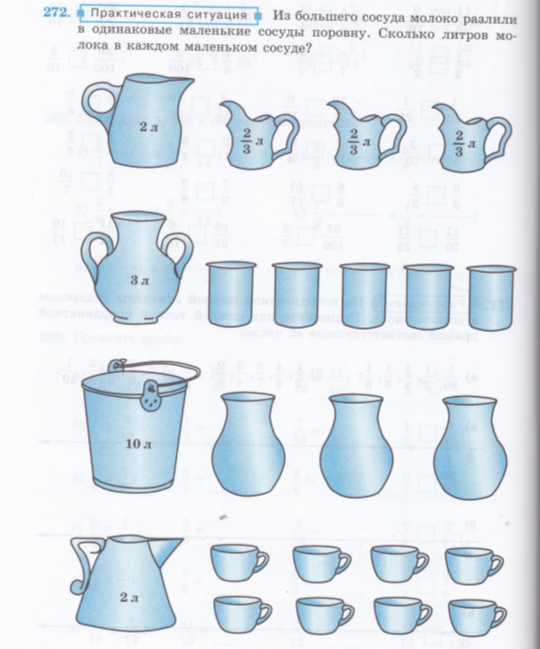 272. Практическая ситуация Из большего сосуда молоко разлили
в одинаковые маленькие сосуды поровну. Сколько литров мо-
лока в каждом маленьком сосуде?
2 л 2/3 л 2/3 л 2/3 л
3 л
10 л
2 л